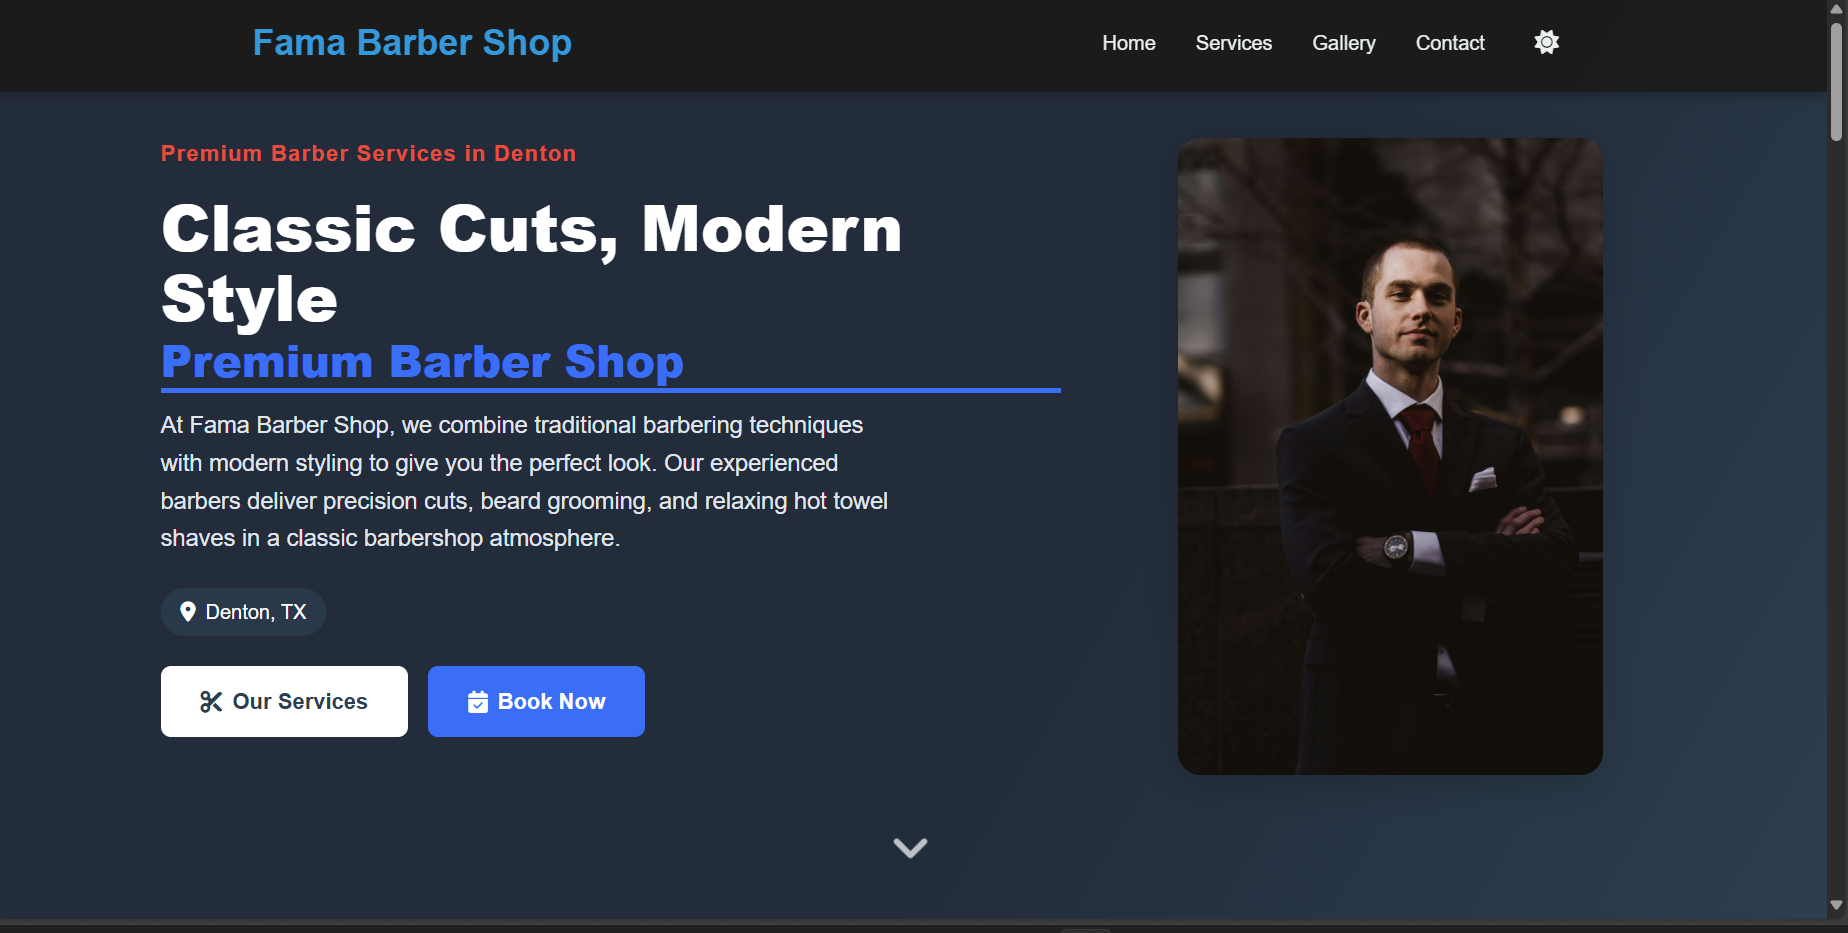 Fama Barber Shop
Home
Services
Gallery
Contact
Premium Barber Services in Denton
Classic Cuts, Modern
Style
Premium Barber Shop
At Fama Barber Shop, we combine traditional barbering techniques
with modern styling to give you the perfect look. Our experienced
barbers deliver precision cuts, beard grooming, and relaxing hot towel
shaves in a classic barbershop atmosphere.
Denton, TX
Our Services
Book Now